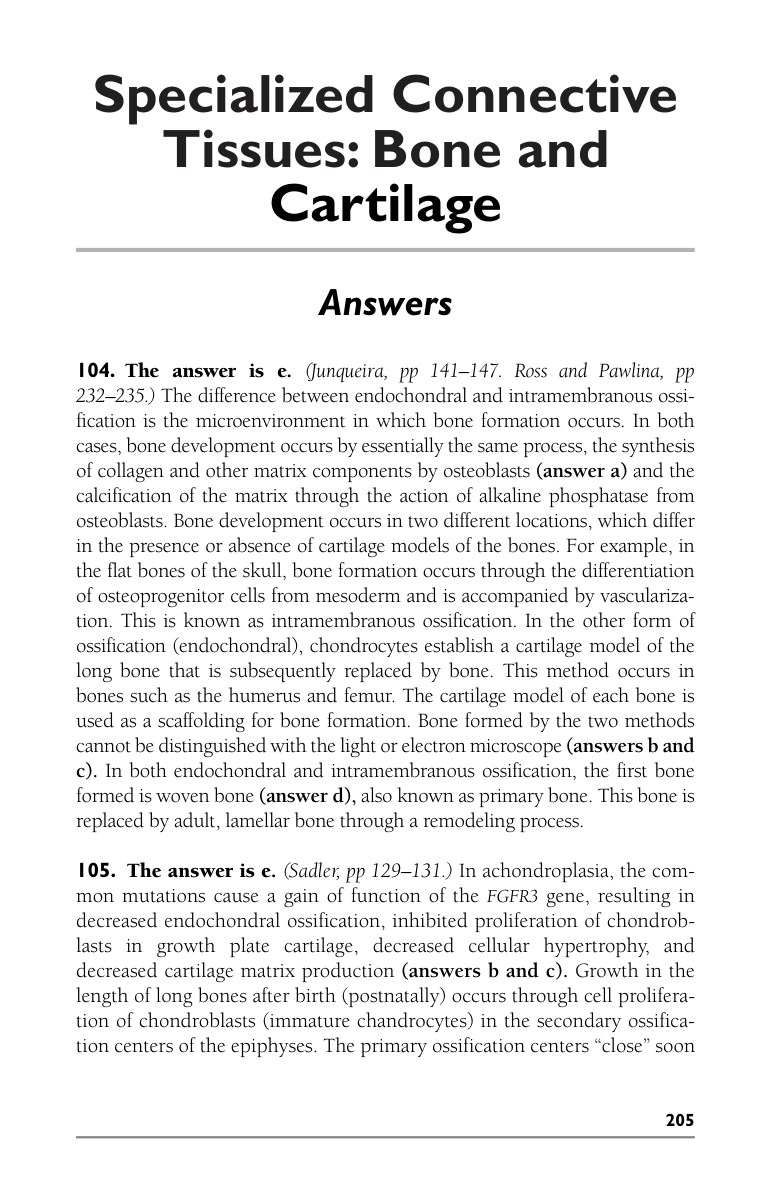 Specialized Connective
Tissues: Bone and
Cartilage
Answers
104. The answer is e. (Junqueira, pp 141–147. Ross and Pawlina, pp
232–235.) The difference between endochondral and intramembranous ossi-
fication is the microenvironment in which bone formation occurs. In both
cases, bone development occurs by essentially the same process, the synthesis
of collagen and other matrix components by osteoblasts (answer a) and the
calcification of the matrix through the action of alkaline phosphatase from
osteoblasts. Bone development occurs in two different locations, which differ
in the presence or absence of cartilage models of the bones. For example, in
the flat bones of the skull, bone formation occurs through the differentiation
of osteoprogenitor cells from mesoderm and is accompanied by vasculariza-
tion. This is known as intramembranous ossification. In the other form of
ossification (endochondral), chondrocytes establish a cartilage model of the
long bone that is subsequently replaced by bone. This method occurs in
bones such as the humerus and femur. The cartilage model of each bone is
used as a scaffolding for bone formation. Bone formed by the two methods
cannot be distinguished with the light or electron microscope (answers b and
c). In both endochondral and intramembranous ossification, the first bone
formed is woven bone (answer d), also known as primary bone. This bone is
replaced by adult, lamellar bone through a remodeling process.
105. The answer is e. (Sadler, pp 129–131.) In achondroplasia, the com-
mon mutations cause a gain of function of the FGFR3 gene, resulting in
decreased endochondral ossification, inhibited proliferation of chondrob-
lasts in growth plate cartilage, decreased cellular hypertrophy, and
decreased cartilage matrix production (answers b and c). Growth in the
length of long bones after birth (postnatally) occurs through cell prolifera-
tion of chondroblasts (immature chandrocytes) in the secondary ossifica-
tion centers of the epiphyses. The primary ossification centers “close” soon
205